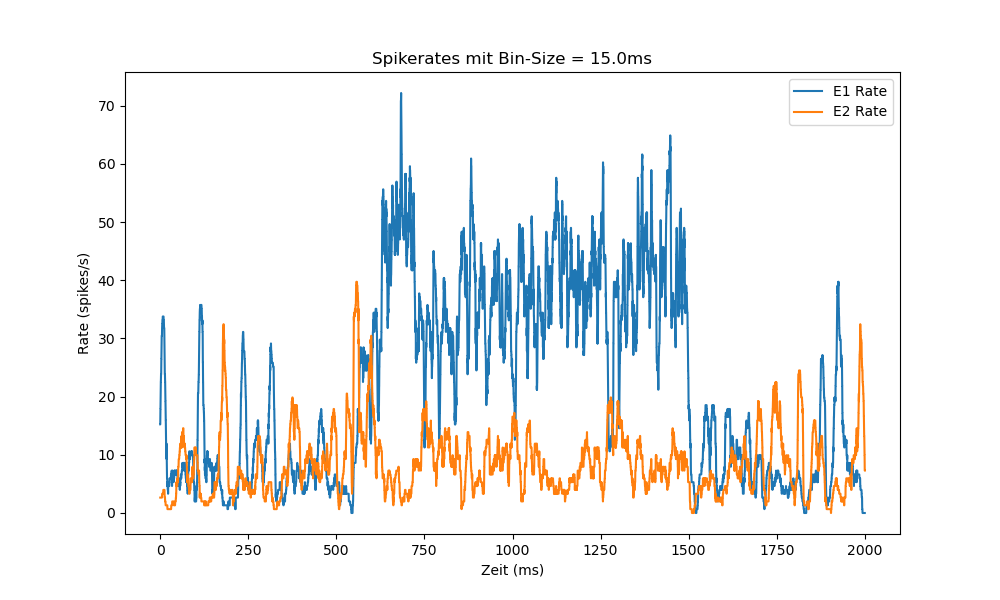 Spikerates mit Bin-Size = 15.0ms
E1 Rate
E2 Rate
Rate (spikes/s)
70
60
50
40
30
20
10
0
0 250 500 750 1000 1250 1500 1750 2000
Zeit (ms)